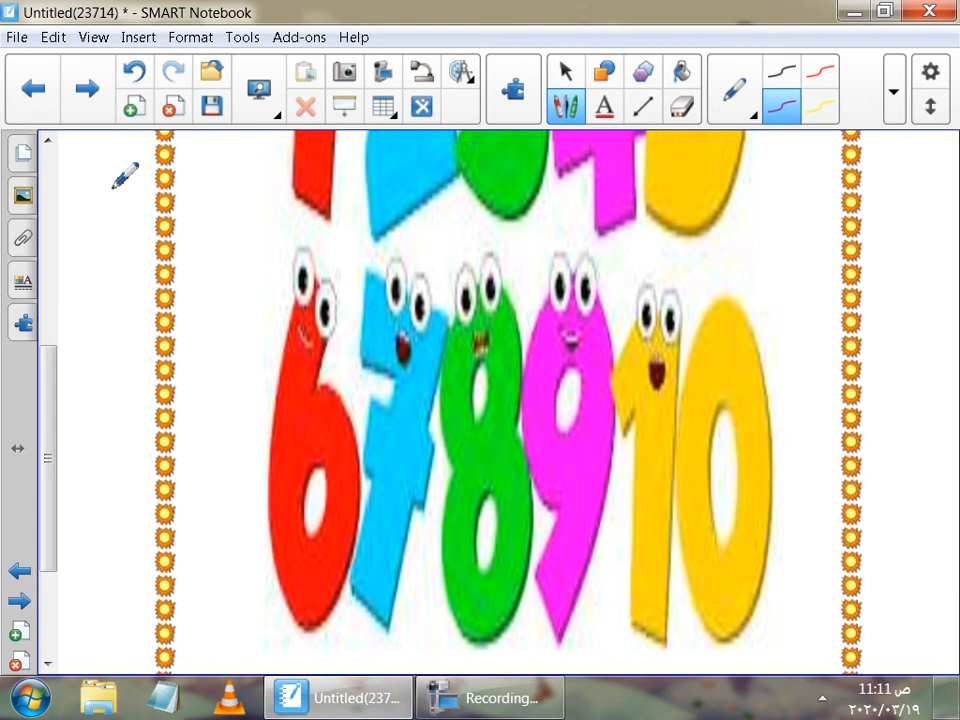 Untitled(23714) * - SMART Notebook
File Edit View Insert Format Tools Add-ons Help
6 7 8 9 10
Untitled(237... Recording...
11:11 ص
٢٠٢٠/٠٣/١٩